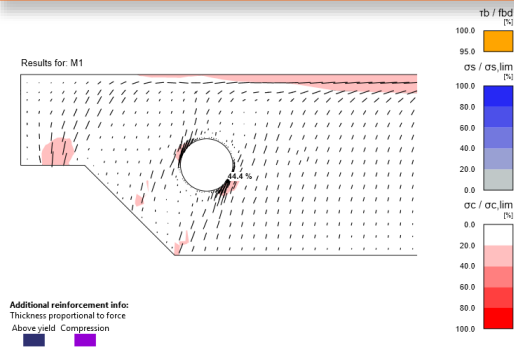 τb / fbd
[%]
100.0
95.0
Results for: M1
σs / σs,lim
[%]
100.0
80.0
60.0
40.0
20.0
0.0
44.4 %
σc / σc,lim
[%]
0.0
20.0
40.0
60.0
80.0
100.0
Additional reinforcement info:
Thickness proportional to force
Above yield Compression